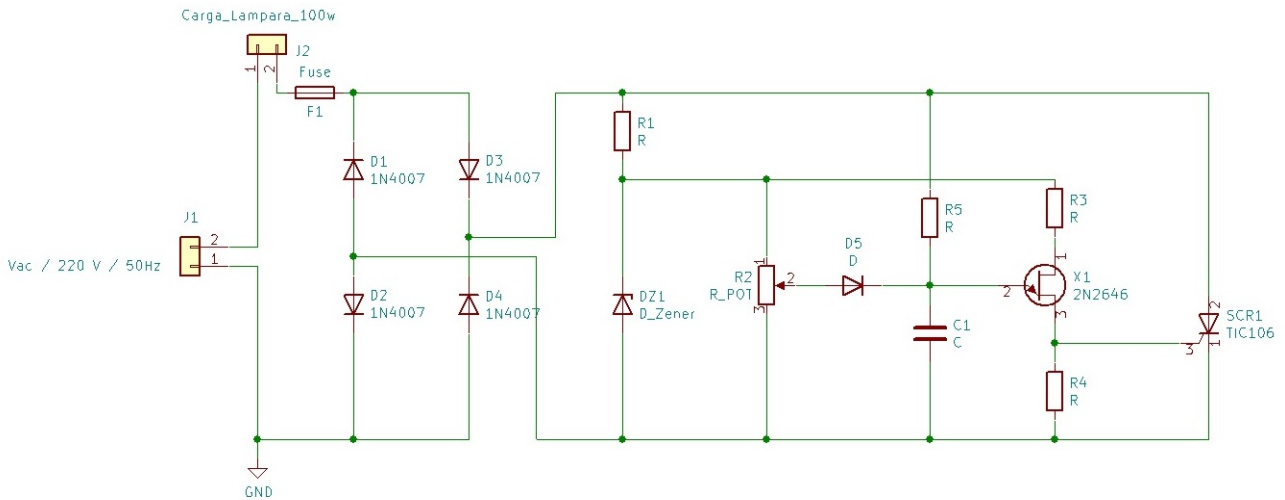 Carga_Lampara_100w
J2
1
2
Fuse
F1
D1
1N4007
D3
1N4007
R1
R
R3
R
J1
2
1
Vac / 220 V / 50Hz
R5
R
D5
D
1
R2
R_POT
2
3
1
X1
2N2646
2
3
D2
1N4007
D4
1N4007
DZ1
D_Zener
C1
C
2
SCR1
TIC106
1
3
R4
R
GND